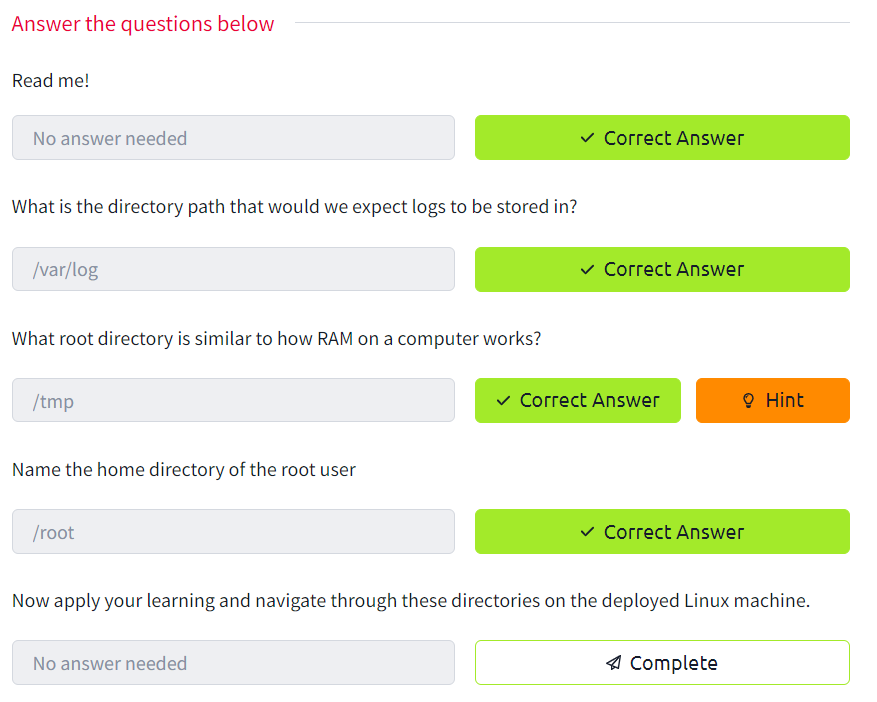 Answer the questions below
Read me!
No answer needed
Correct Answer
What is the directory path that would we expect logs to be stored in?
/var/log
Correct Answer
What root directory is similar to how RAM on a computer works?
/tmp
Correct Answer
Hint
Name the home directory of the root user
/root
Correct Answer
Now apply your learning and navigate through these directories on the deployed Linux machine.
No answer needed
Complete